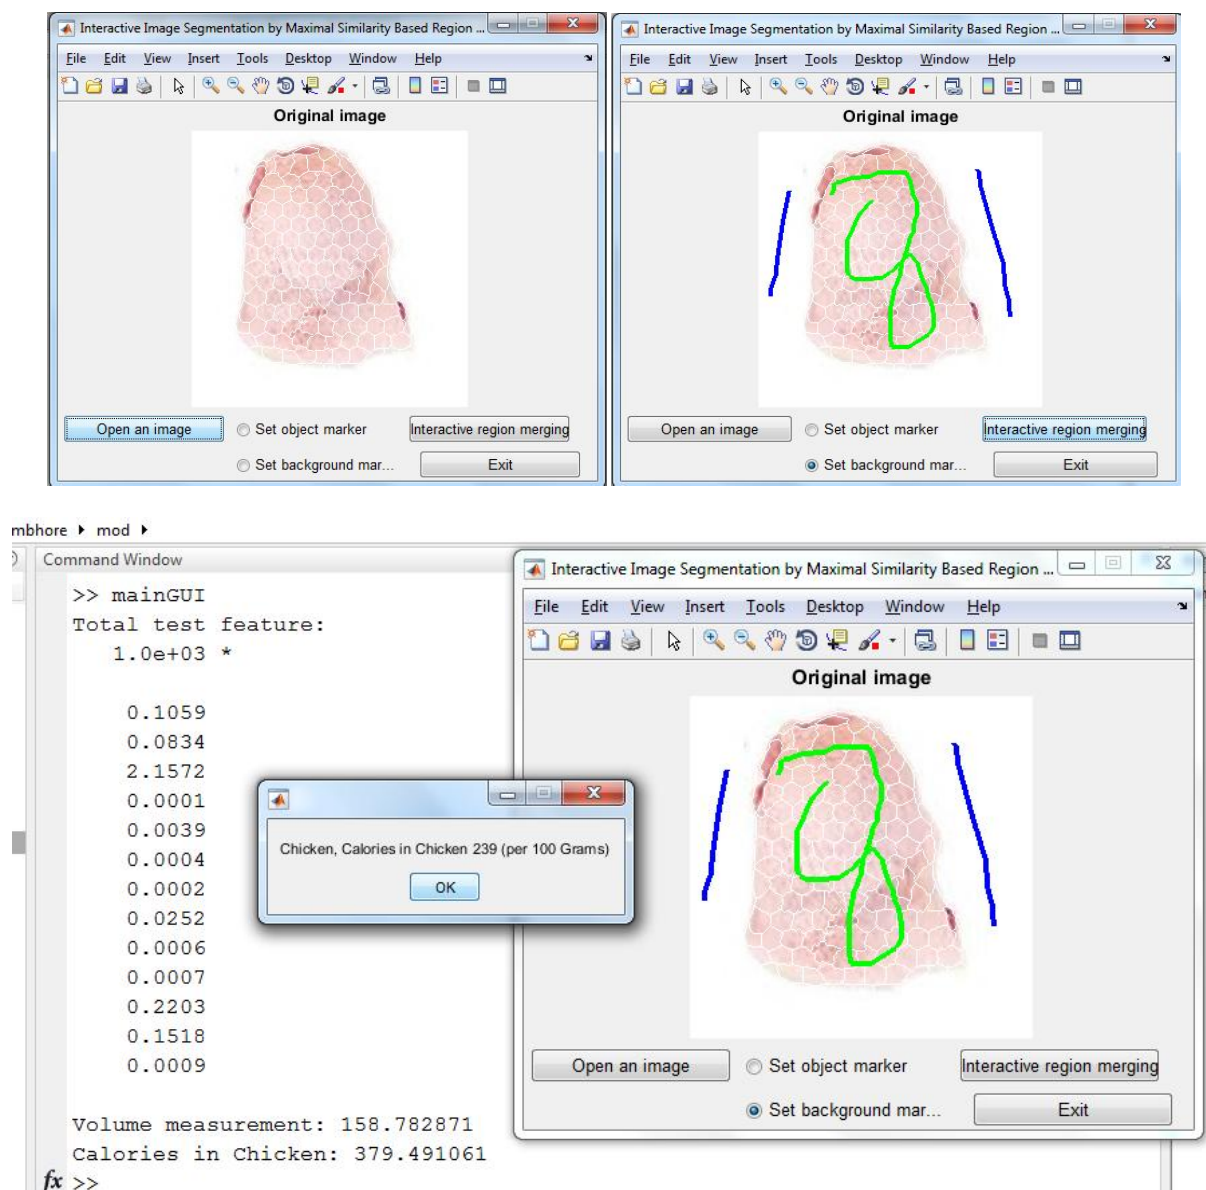 Interactive Image Segmentation by Maximal Similarity Based Region ...
File Edit View Insert Tools Desktop Window Help
Original image
Open an image
Set object marker
Interactive region merging
Set background mar...
Exit
Interactive Image Segmentation by Maximal Similarity Based Region ...
File Edit View Insert Tools Desktop Window Help
Original image
Open an image
Set object marker
Interactive region merging
Set background mar...
Exit
mbhore mod
Command Window
>> mainGUI
Total test feature:
1.0e+03 *
0.1059
0.0834
2.1572
0.0001
0.0039
0.0004
0.0002
0.0252
0.0006
0.0007
0.2203
0.1518
0.0009
Volume measurement: 158.782871
Calories in Chicken: 379.491061
fx >>
Chicken, Calories in Chicken 239 (per 100 Grams)
OK
Interactive Image Segmentation by Maximal Similarity Based Region ...
File Edit View Insert Tools Desktop Window Help
Original image
Open an image
Set object marker
Interactive region merging
Set background mar...
Exit